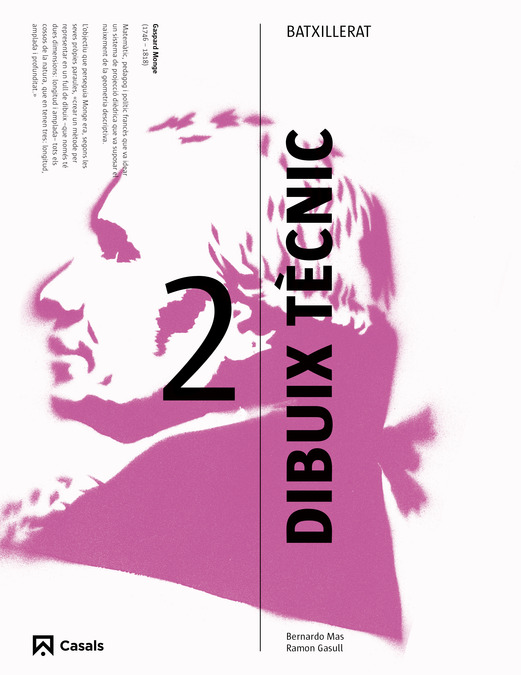 BATXILLERAT
Gaspard Monge
(1746 – 1818)
Matemàtic, pedagog i polític francès que va idear
un sistema de projecció dièdrica que va suposar el
naixement de la geometria descriptiva.
L'objectiu que perseguia Monge era, segons les
seves pròpies paraules, «crear un mètode per
representar en un full de dibuix –que només té
dues dimensions: longitud i amplada– tots els
cossos de la natura, que en tenen tres: longitud,
amplada i profunditat.»
DIBUIX TÈCNIC
2
Bernardo Mas
Ramon Gasull
Casals